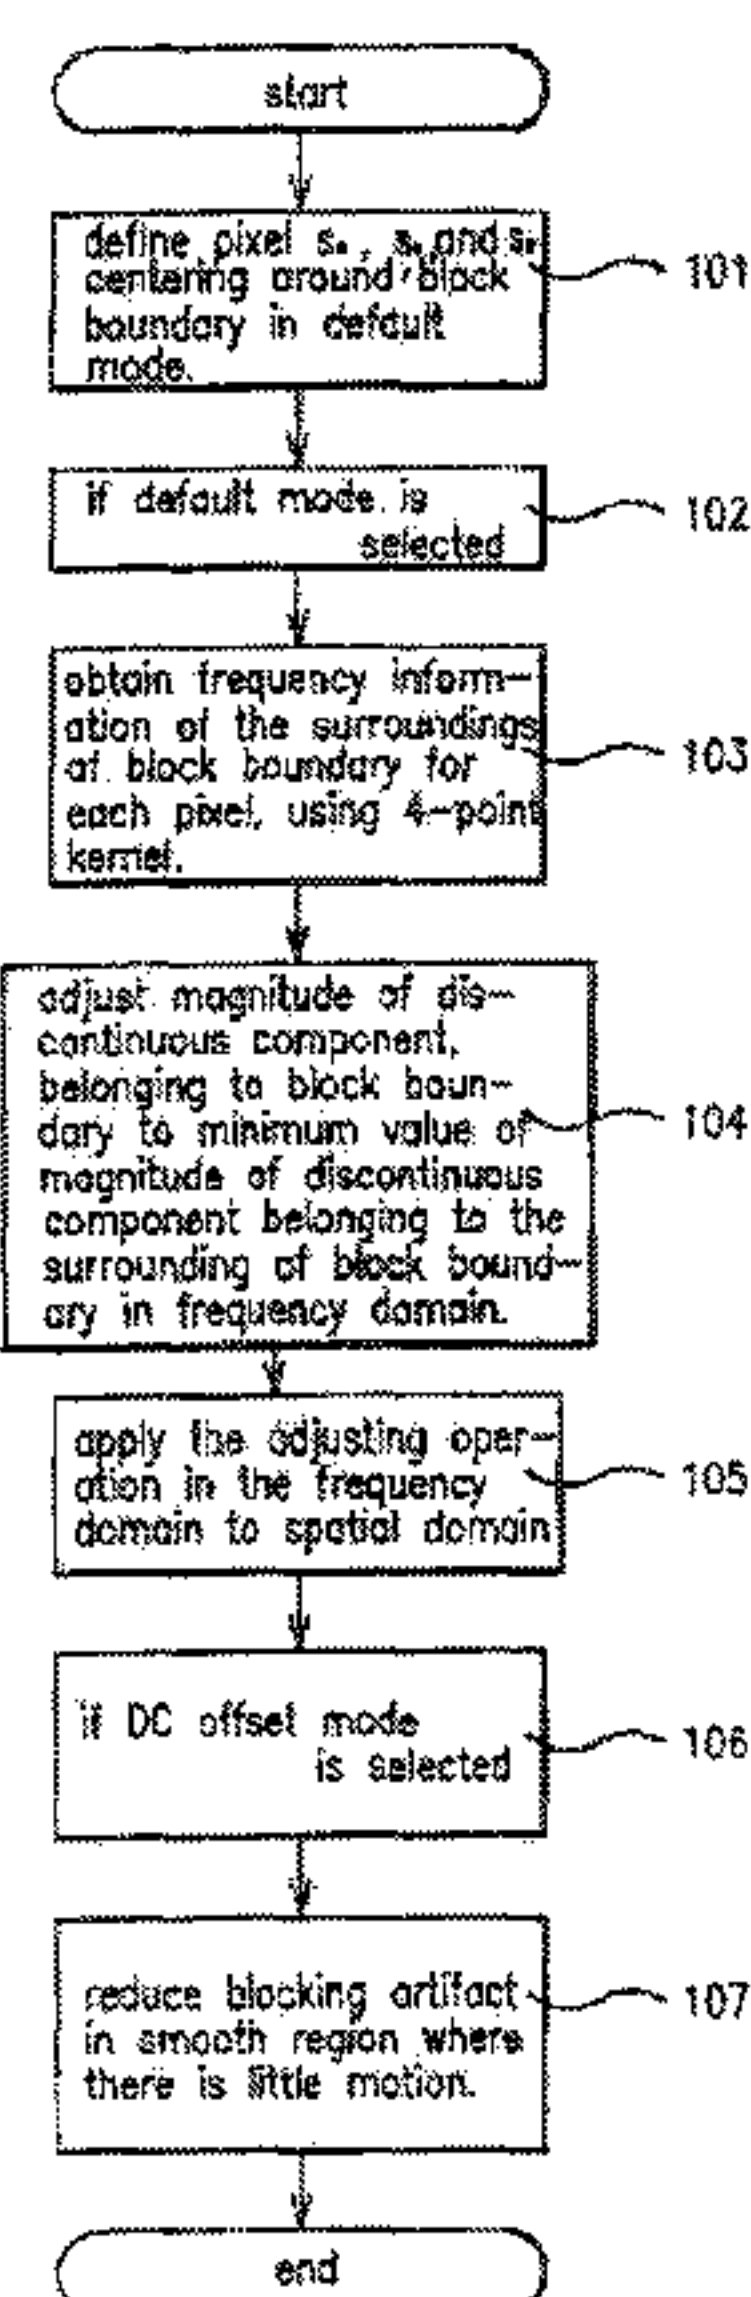 start
define pixel and
centering around block
boundary in default
mode.
101
if default mode is
selected
102
obtain frequency inform-
ation of the surroundings
of block boundary for
each pixel, using 4-point
kernel.
103
adjust magnitude of dis-
continuous component,
belonging to block boun-
dary to minimum value of
magnitude of discontinuous
component belonging to the
surrounding of block bound-
ary in frequency domain.
104
apply the adjusting oper-
ation in the frequency
domain to spatial domain
105
if DC offset mode
is selected
106
reduce blocking artifact
in smooth region where
there is little motion.
107
end